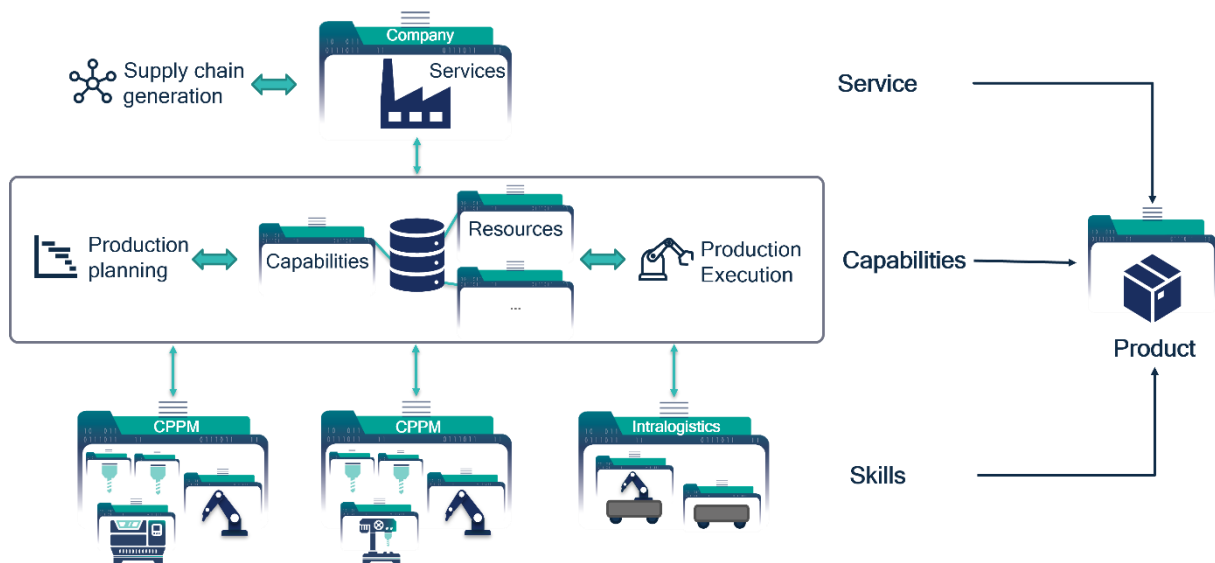 Company
Services
Supply chain
generation
Service
Production
planning
Capabilities
Resources
...
Production
Execution
Capabilities
Product
CPPM
CPPM
Intralogistics
Skills